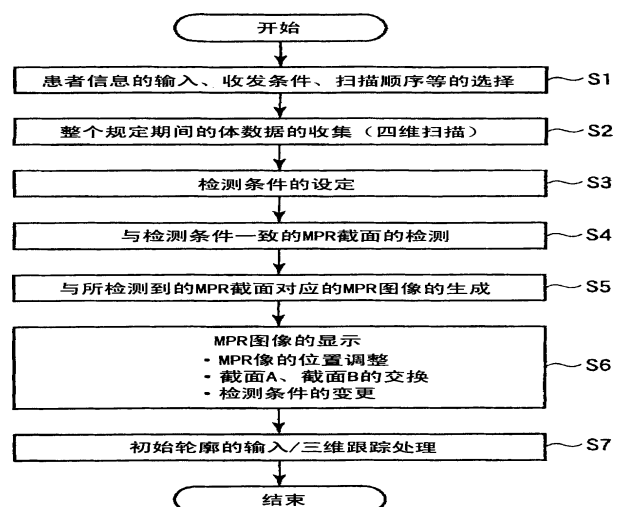 开始
患者信息的输入、收发条件、扫描顺序等的选择 S1
整个规定期间的体数据的收集（四维扫描） S2
检测条件的设定 S3
与检测条件一致的MPR截面的检测 S4
与所检测到的MPR截面对应的MPR图像的生成 S5
MPR图像的显示
・MPR像的位置调整
・截面A、截面B的交换 S6
・检测条件的变更
初始轮廓的输入/三维跟踪处理 S7
结束